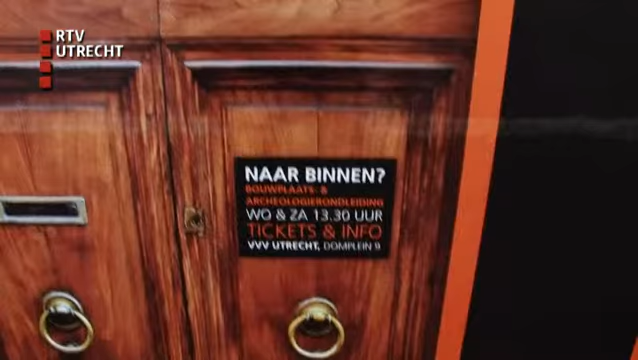 RTV
UTRECHT
NAAR BINNEN?
BOUWPLAATS- &
ARCHEOLOGIERONDLEIDING
WO & ZA 13.30 UUR
TICKETS & INFO
VVV UTRECHT, DOMPLEIN 9